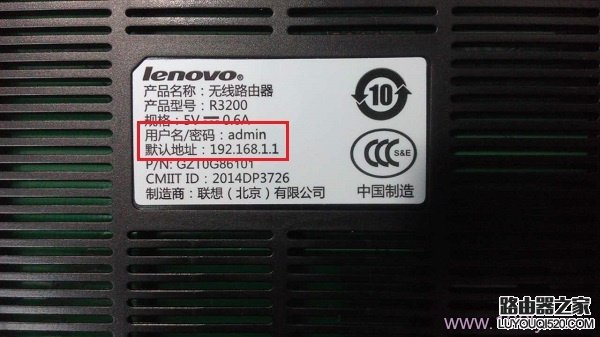 lenovo
产品名称：无线路由器
产品型号：R3200
规格：5V ⎓ 0.6A
用户名/密码：admin
默认地址：192.168.1.1
P/N: GZT0G86101
CMIIT ID：2014DP3726
制造商：联想（北京）有限公司
10
CCC S&E
中国制造
路由器之家
LUYOUQI520.COM